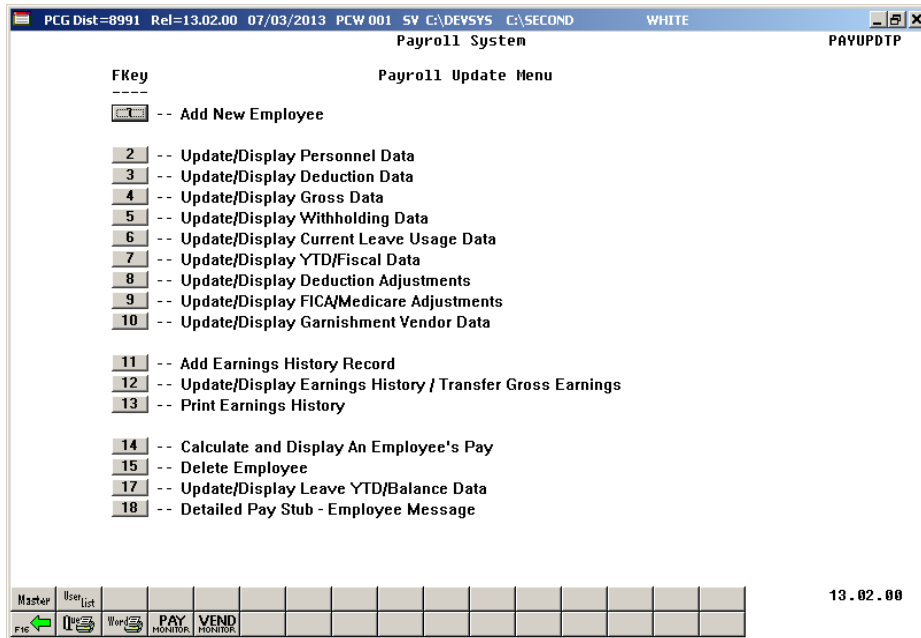 PCG Dist=8991 Rel=13.02.00 07/03/2013 PCW 001 SV C:\DEVSYS C:\SECOND WHITE
Payroll System PAYUPDTP
FKey Payroll Update Menu
----
1 -- Add New Employee
2 -- Update/Display Personnel Data
3 -- Update/Display Deduction Data
4 -- Update/Display Gross Data
5 -- Update/Display Withholding Data
6 -- Update/Display Current Leave Usage Data
7 -- Update/Display YTD/Fiscal Data
8 -- Update/Display Deduction Adjustments
9 -- Update/Display FICA/Medicare Adjustments
10 -- Update/Display Garnishment Vendor Data
11 -- Add Earnings History Record
12 -- Update/Display Earnings History / Transfer Gross Earnings
13 -- Print Earnings History
14 -- Calculate and Display An Employee's Pay
15 -- Delete Employee
17 -- Update/Display Leave YTD/Balance Data
18 -- Detailed Pay Stub - Employee Message
Master User List 13.02.00
F16 Que Word PAY MONITOR VEND MONITOR